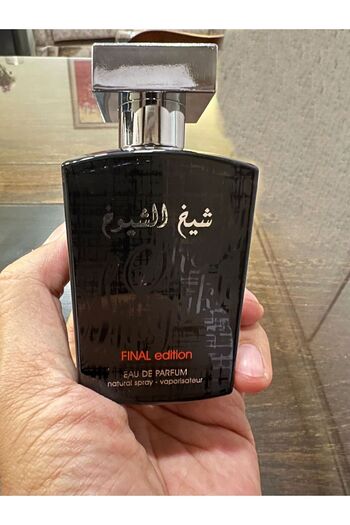 شيخ الشيوخ
FINAL edition
EAU DE PARFUM
natural spray - vaporisateur